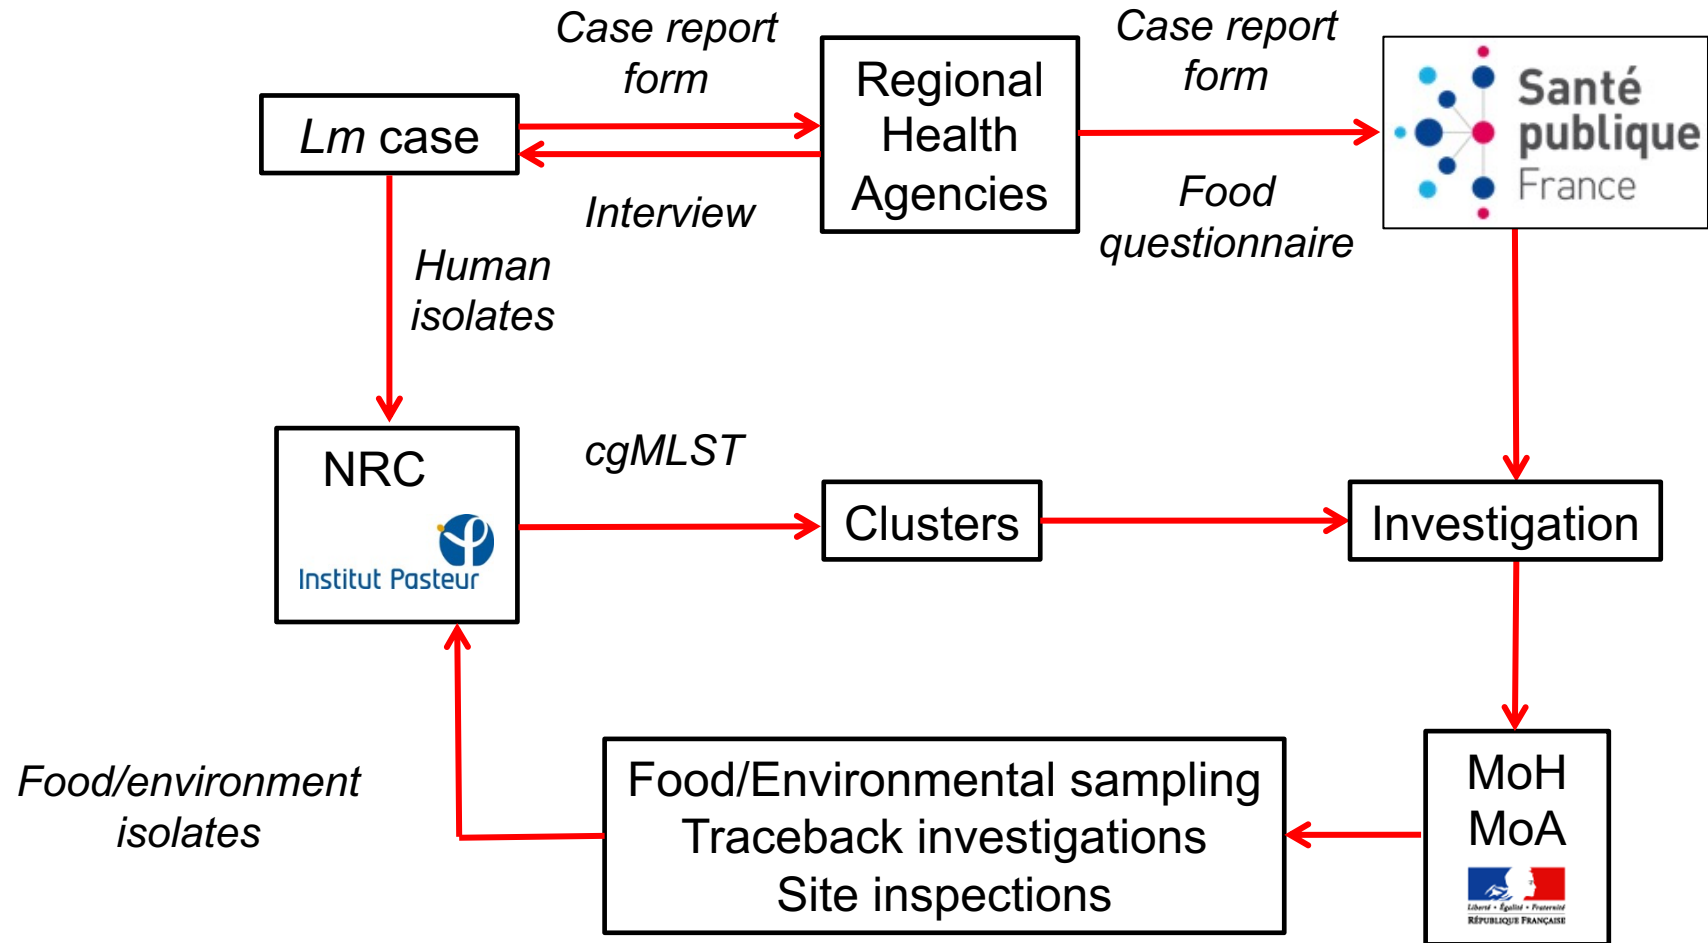 Case report
form
Case report
form
Lm case
Regional
Health
Agencies
Santé
publique
France
Interview
Food
questionnaire
Human
isolates
NRC
Institut Pasteur
cgMLST
Clusters
Investigation
Food/environment
isolates
Food/Environmental sampling
Traceback investigations
Site inspections
MoH
MoA
Liberté • Égalité • Fraternité
RÉPUBLIQUE FRANÇAISE